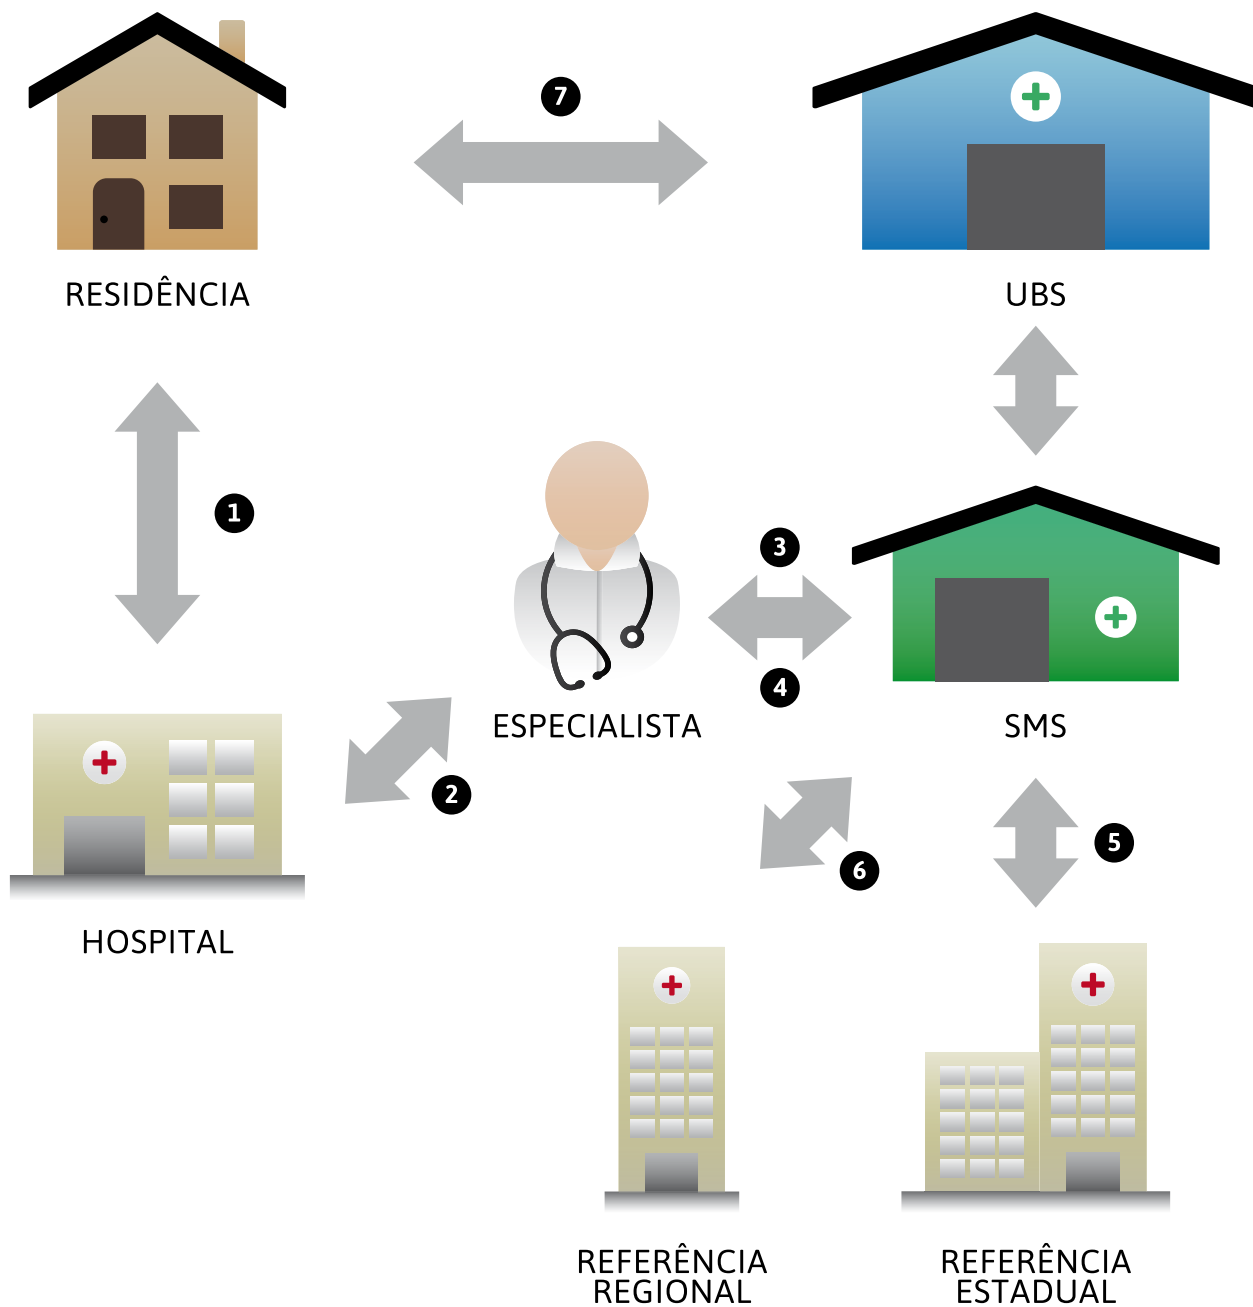 7
RESIDÊNCIA
UBS
1
3
4
ESPECIALISTA
SMS
2
5
6
HOSPITAL
REFERÊNCIA
REGIONAL
REFERÊNCIA
ESTADUAL